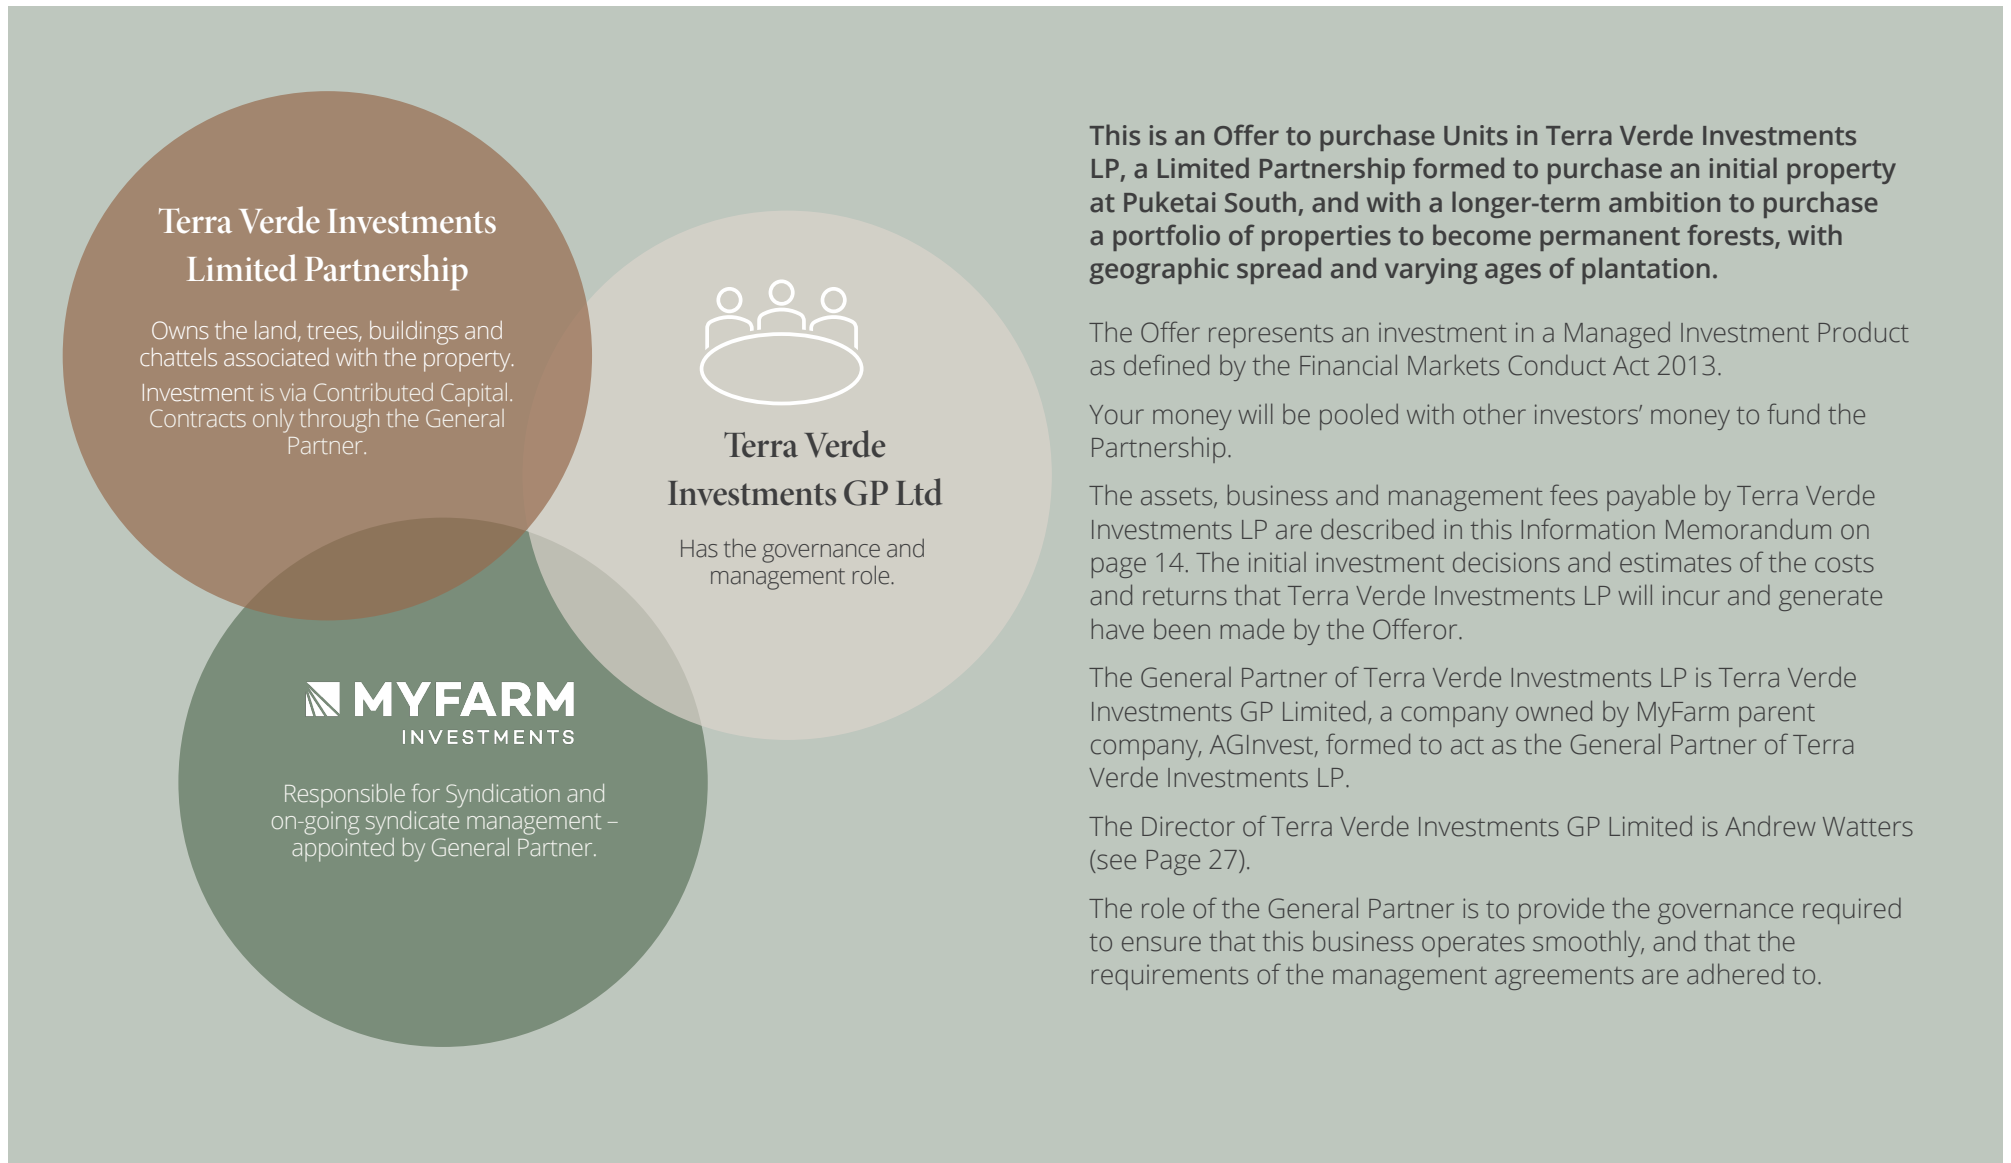 Terra Verde Investments
Limited Partnership
Owns the land, trees, buildings and
chattels associated with the property.
Investment is via Contributed Capital.
Contracts only through the General
Partner.
Terra Verde
Investments GP Ltd
Has the governance and
management role.
MYFARM
INVESTMENTS
Responsible for Syndication and
on-going syndicate management –
appointed by General Partner.
This is an Offer to purchase Units in Terra Verde Investments
LP, a Limited Partnership formed to purchase an initial property
at Puketai South, and with a longer-term ambition to purchase
a portfolio of properties to become permanent forests, with
geographic spread and varying ages of plantation.
The Offer represents an investment in a Managed Investment Product
as defined by the Financial Markets Conduct Act 2013.
Your money will be pooled with other investors’ money to fund the
Partnership.
The assets, business and management fees payable by Terra Verde
Investments LP are described in this Information Memorandum on
page 14. The initial investment decisions and estimates of the costs
and returns that Terra Verde Investments LP will incur and generate
have been made by the Offeror.
The General Partner of Terra Verde Investments LP is Terra Verde
Investments GP Limited, a company owned by MyFarm parent
company, AGInvest, formed to act as the General Partner of Terra
Verde Investments LP.
The Director of Terra Verde Investments GP Limited is Andrew Watters
(see Page 27).
The role of the General Partner is to provide the governance required
to ensure that this business operates smoothly, and that the
requirements of the management agreements are adhered to.